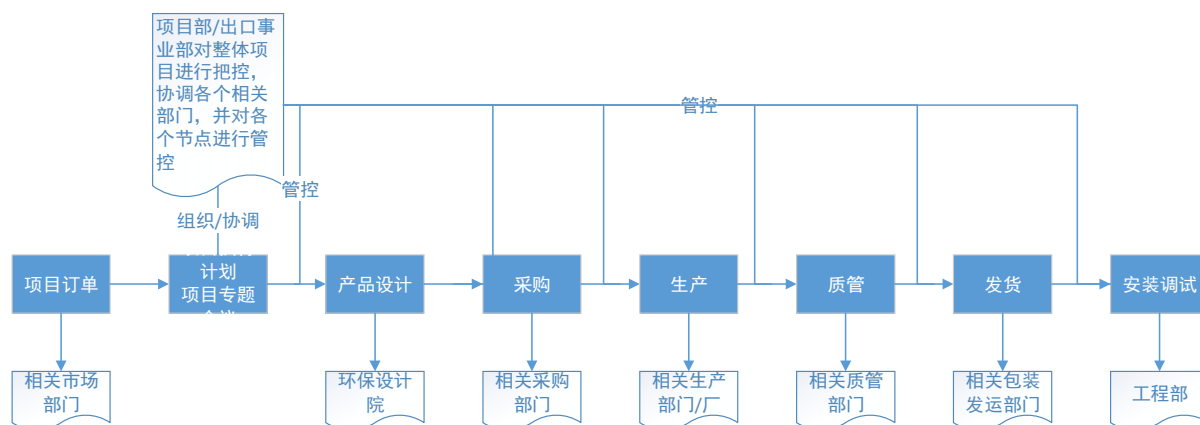 项目部/出口事
业部对整体项
目进行把控，
协调各个相关
部门，并对各
个节点进行管
控
管控
管控
组织/协调
项目订单
计划
项目专题
产品设计
采购
生产
质管
发货
安装调试
相关市场
部门
环保设计
院
相关采购
部门
相关生产
部门/厂
相关质管
部门
相关包装
发运部门
工程部